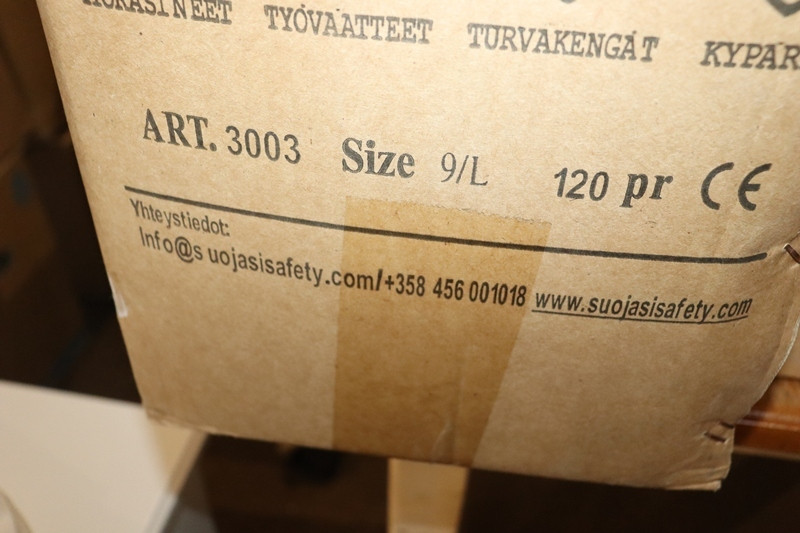 TYÖVAATTEET TURVAKENGÄT
ART. 3003 Size 9/L 120 pr CE
Yhteystiedot:
Info@s uojasisafety.com/+358 456 001018 www.suojasisafety.com